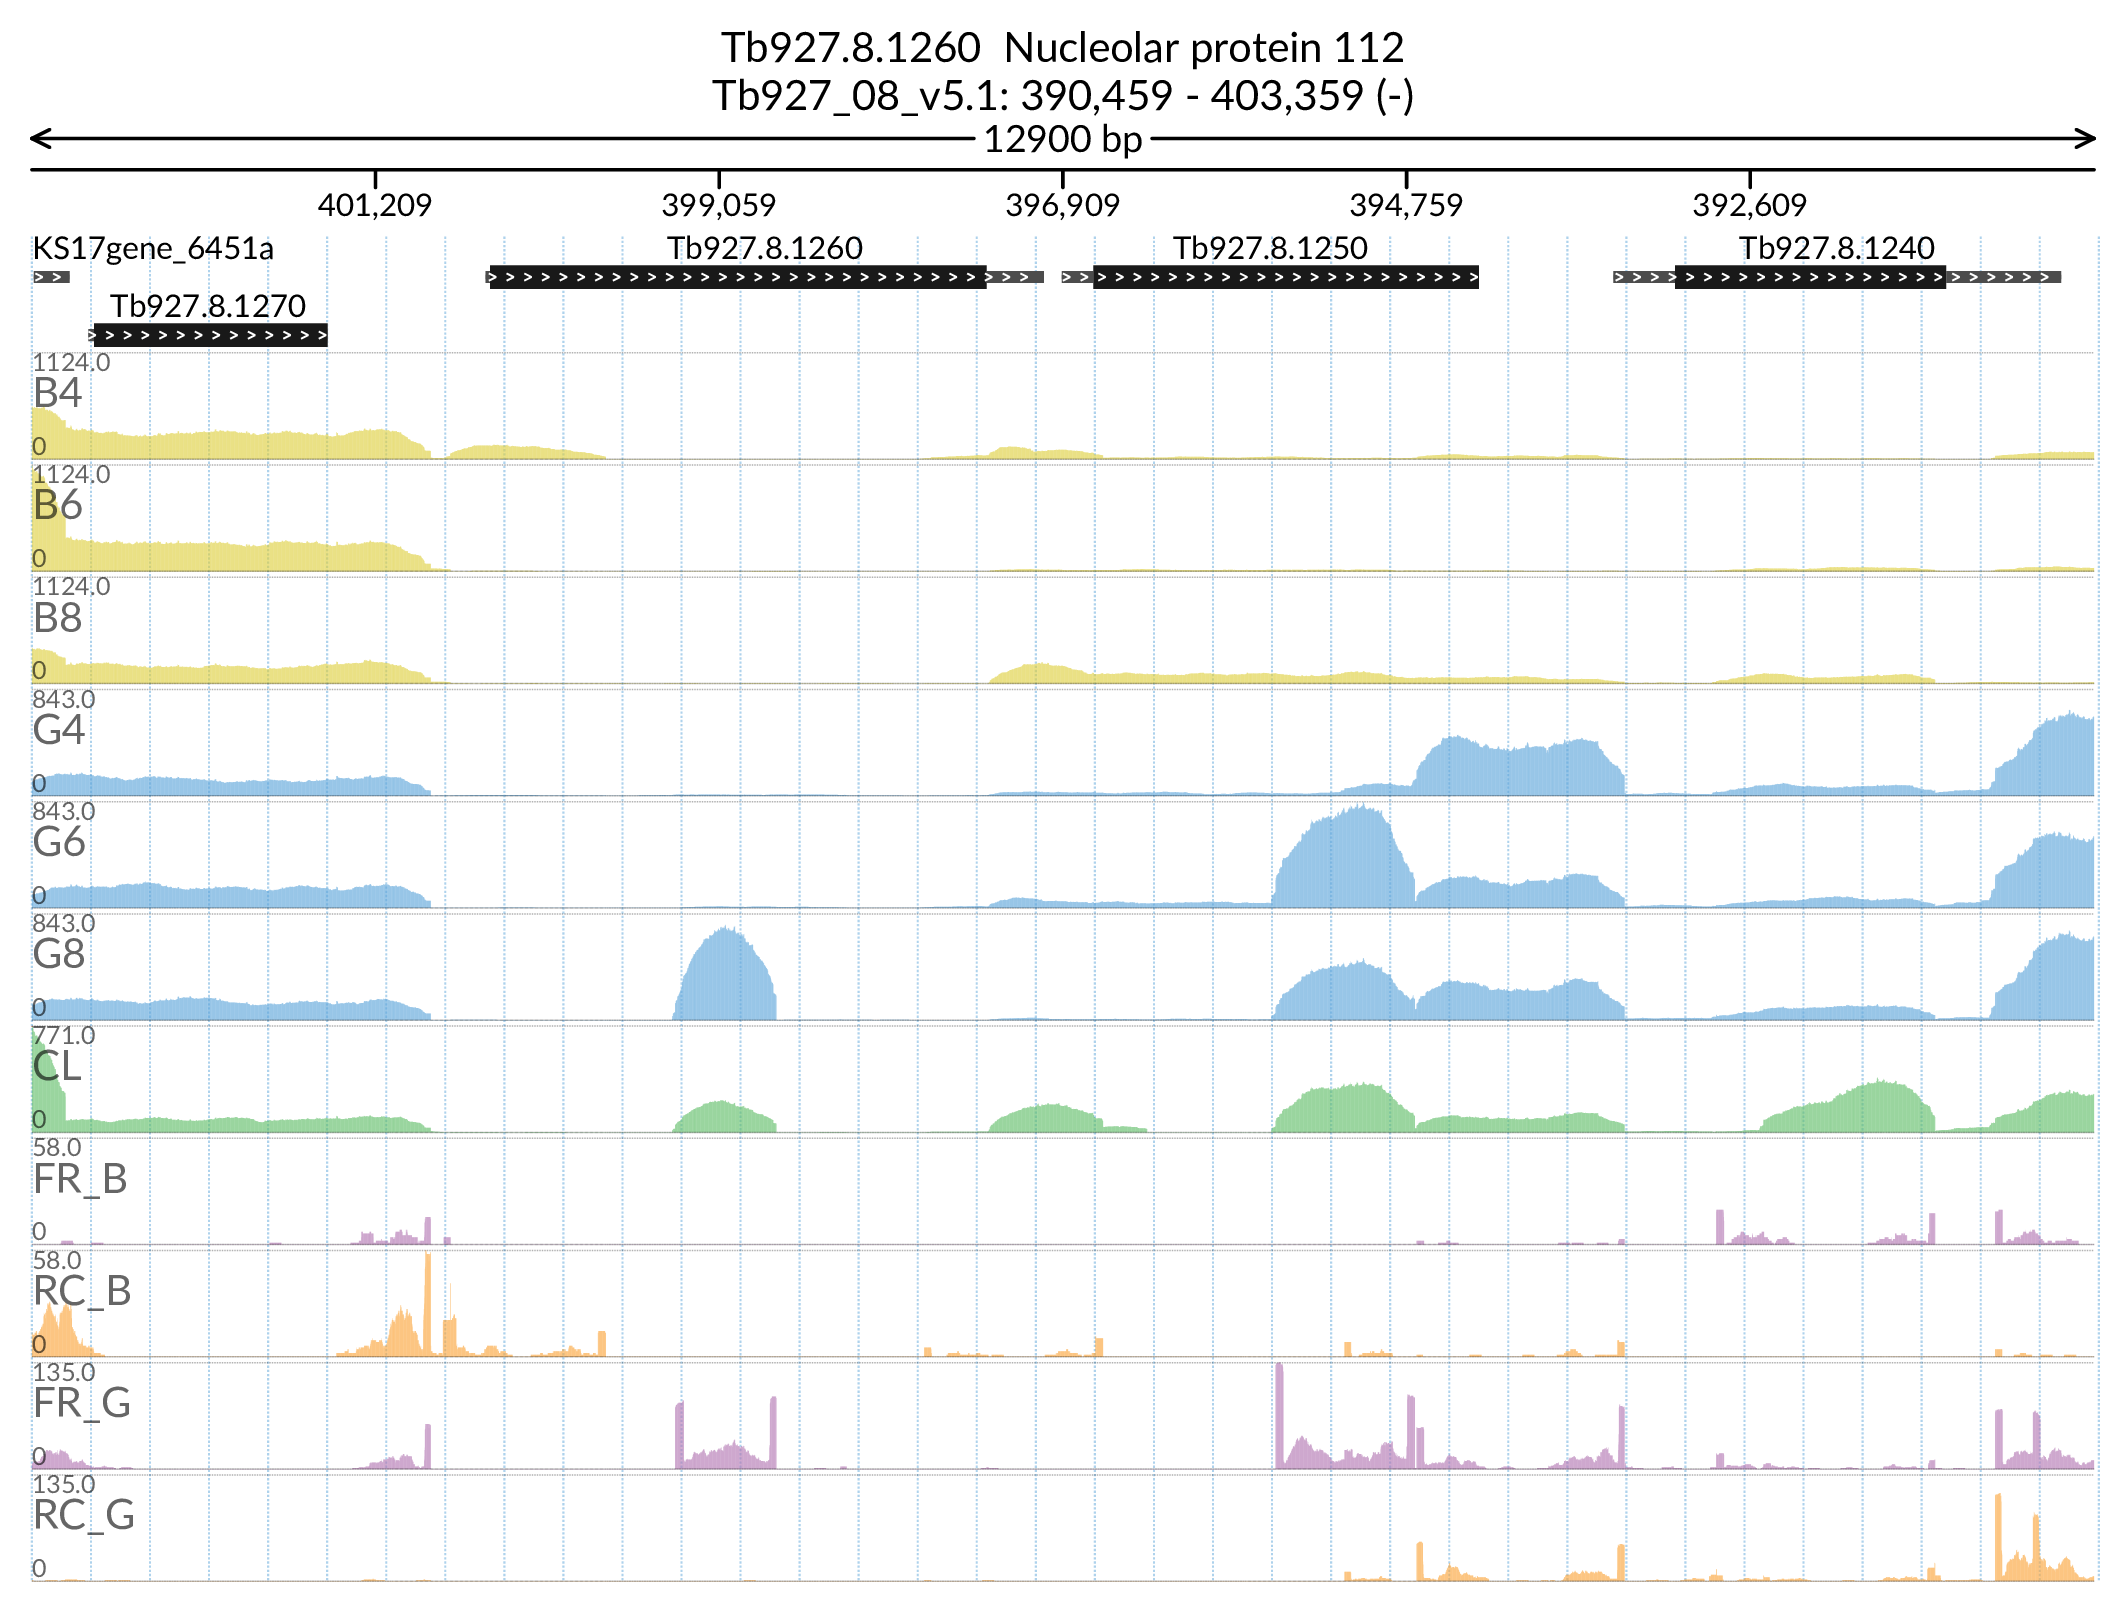 Tb927.8.1260 Nucleolar protein 112
Tb927_08_v5.1: 390,459 - 403,359 (-)
12900 bp
401,209 399,059 396,909 394,759 392,609
KS17gene_6451a Tb927.8.1260 Tb927.8.1250 Tb927.8.1240
Tb927.8.1270
1124.0
B4
0
1124.0
B6
0
1124.0
B8
0
843.0
G4
0
843.0
G6
0
843.0
G8
0
771.0
CL
0
58.0
FR_B
0
58.0
RC_B
0
135.0
FR_G
0
135.0
RC_G
0